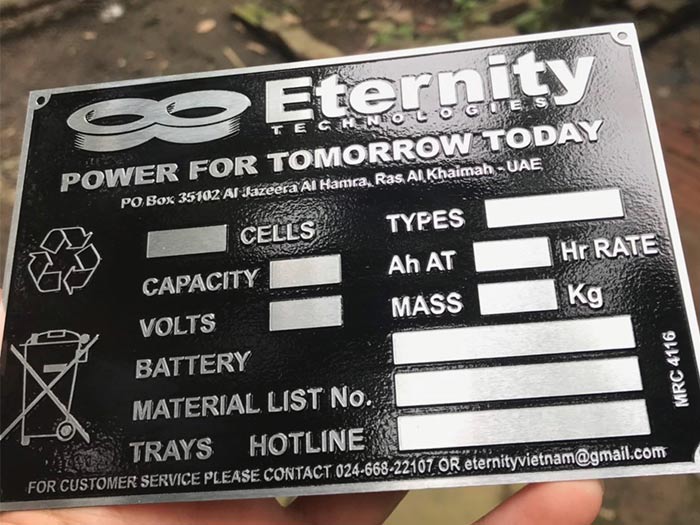 Eternity
TECHNOLOGIES
POWER FOR TOMORROW TODAY
PO Box 35102 Al Jazeera Al Hamra, Ras Al Khaimah - UAE
CELLS TYPES
CAPACITY Ah AT Hr RATE
VOLTS MASS Kg
BATTERY
MATERIAL LIST No.
TRAYS HOTLINE
MRC 4116
FOR CUSTOMER SERVICE PLEASE CONTACT 024-668-22107 OR eternityvietnam@gmail.com